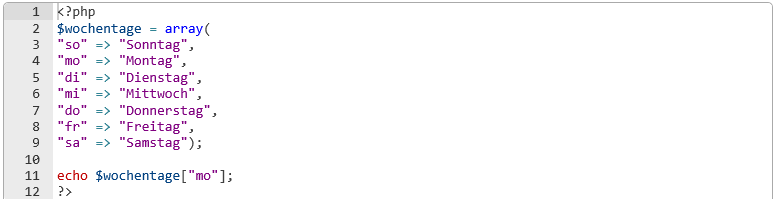 1 <?php
2 $wochentage = array(
3 "so" => "Sonntag",
4 "mo" => "Montag",
5 "di" => "Dienstag",
6 "mi" => "Mittwoch",
7 "do" => "Donnerstag",
8 "fr" => "Freitag",
9 "sa" => "Samstag");
10
11 echo $wochentage["mo"];
12 ?>